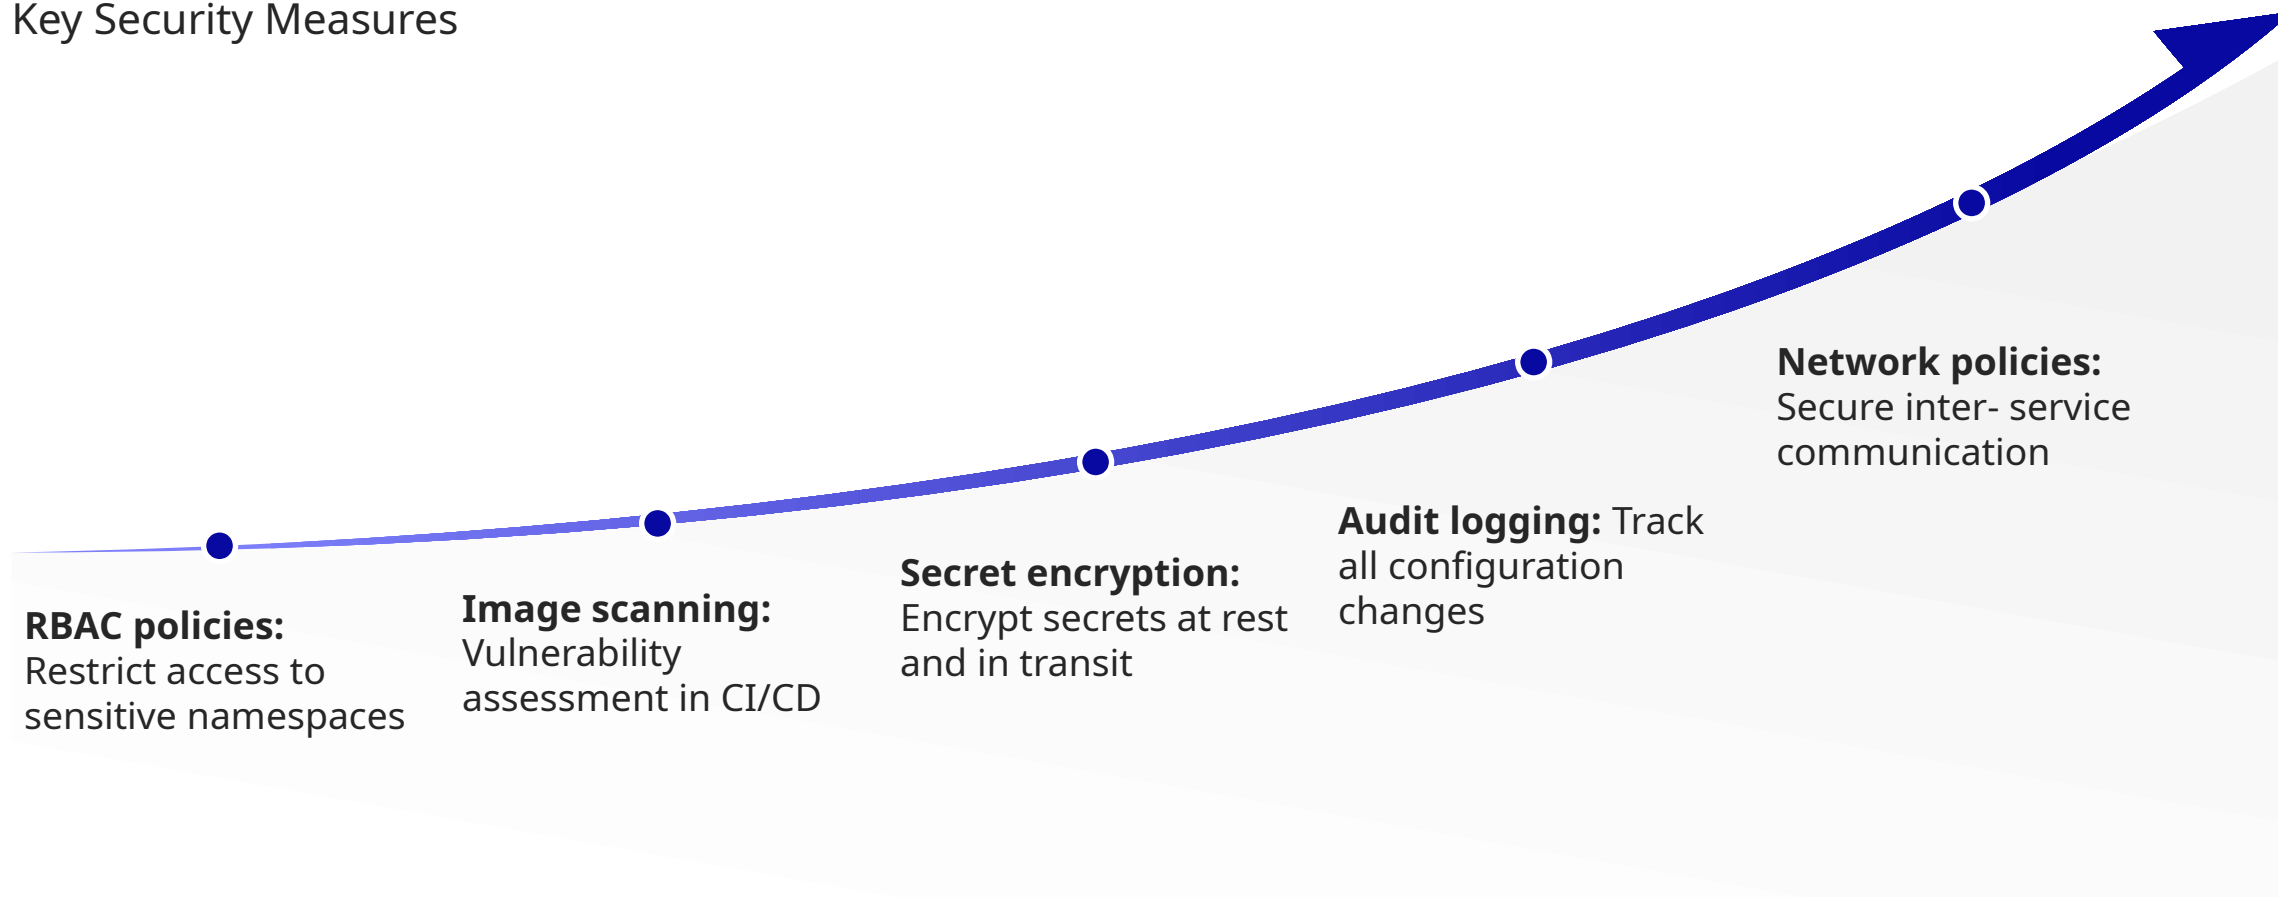 Key Security Measures
RBAC policies:
Restrict access to
sensitive namespaces
Image scanning:
Vulnerability
assessment in CI/CD
Secret encryption:
Encrypt secrets at rest
and in transit
Audit logging: Track
all configuration
changes
Network policies:
Secure inter- service
communication